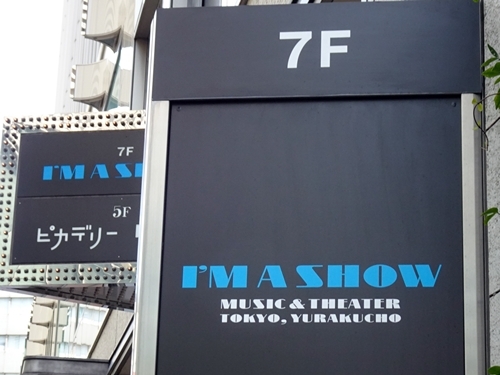 7F
I'M A SHOW
MUSIC & THEATER
TOKYO, YURAKUCHO
7F
I'M A
5F
ピカデリー